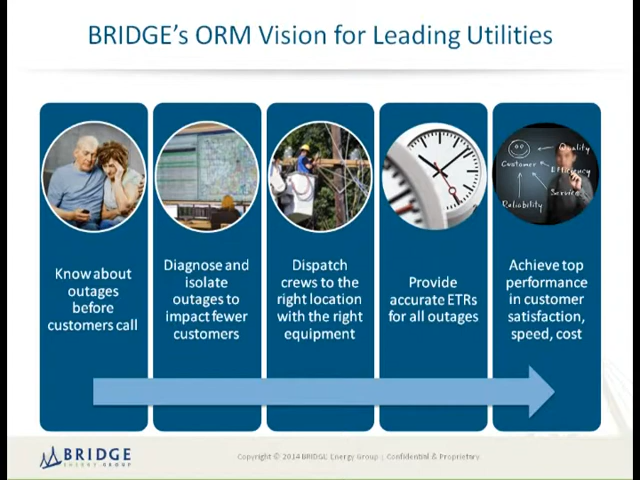 BRIDGE's ORM Vision for Leading Utilities
Know about
outages
before
customers call
Diagnose and
isolate
outages to
impact fewer
customers
Dispatch
crews to the
right location
with the right
equipment
Provide
accurate ETRs
for all outages
Quality
Customer
Efficiency
Service
Reliability
Achieve top
performance
in customer
satisfaction,
speed, cost
BRIDGE
ENERGY GROUP
Copyright © 2014 BRIDGE Energy Group | Confidential & Proprietary